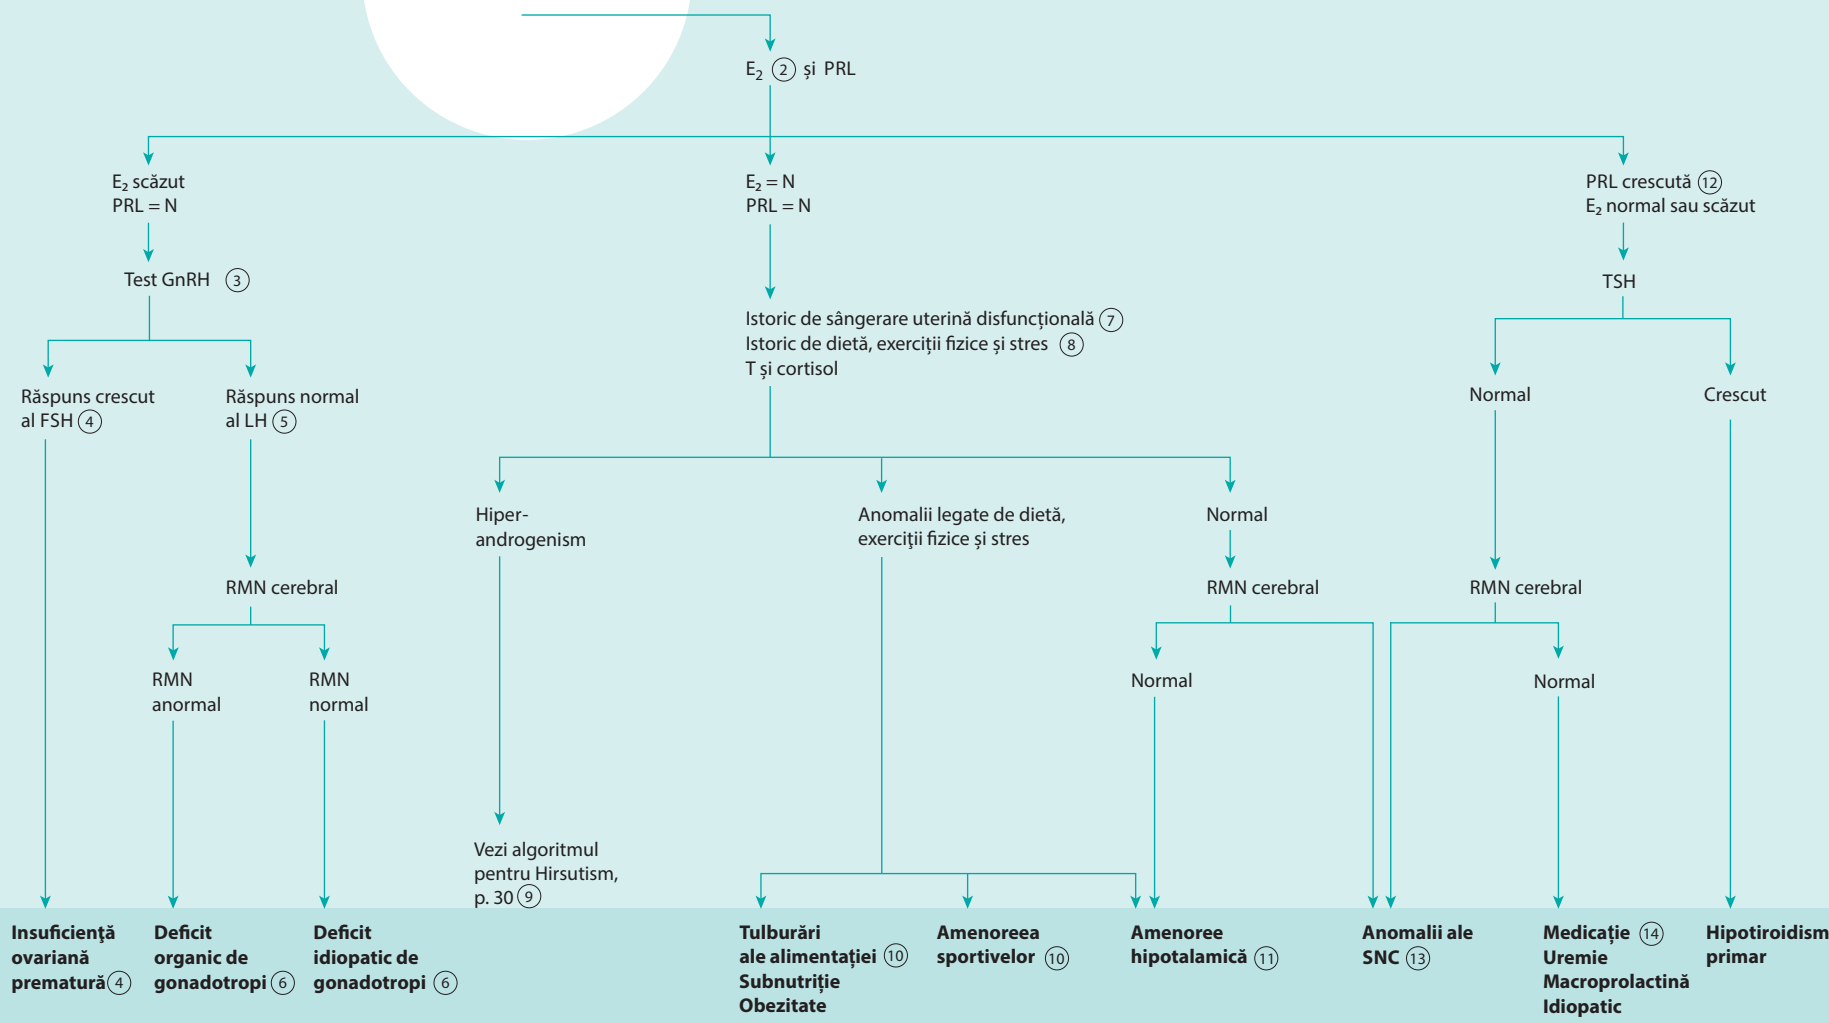 E₂ ② și PRL
E₂ scăzut
PRL = N
E₂ = N
PRL = N
PRL crescută ⑫
E₂ normal sau scăzut
Test GnRH ③
Istoric de sângerare uterină disfuncțională ⑦
Istoric de dietă, exerciții fizice și stres ⑧
T și cortisol
TSH
Răspuns crescut
al FSH ④
Răspuns normal
al LH ⑤
Normal
Crescut
Hiper-
androgenism
Anomalii legate de dietă,
exerciții fizice și stres
Normal
RMN cerebral
RMN cerebral
RMN cerebral
RMN
anormal
RMN
normal
Normal
Normal
Vezi algoritmul
pentru Hirsutism,
p. 30 ⑨
Insuficiență
ovariană
prematură ④
Deficit
organic de
gonadotropi ⑥
Deficit
idiopatic de
gonadotropi ⑥
Tulburări
ale alimentației ⑩
Subnutriție
Obezitate
Amenoreea
sportivelor ⑩
Amenoree
hipotalamică ⑪
Anomalii ale
SNC ⑬
Medicație ⑭
Uremie
Macroprolactină
Idiopatic
Hipotiroidism
primar